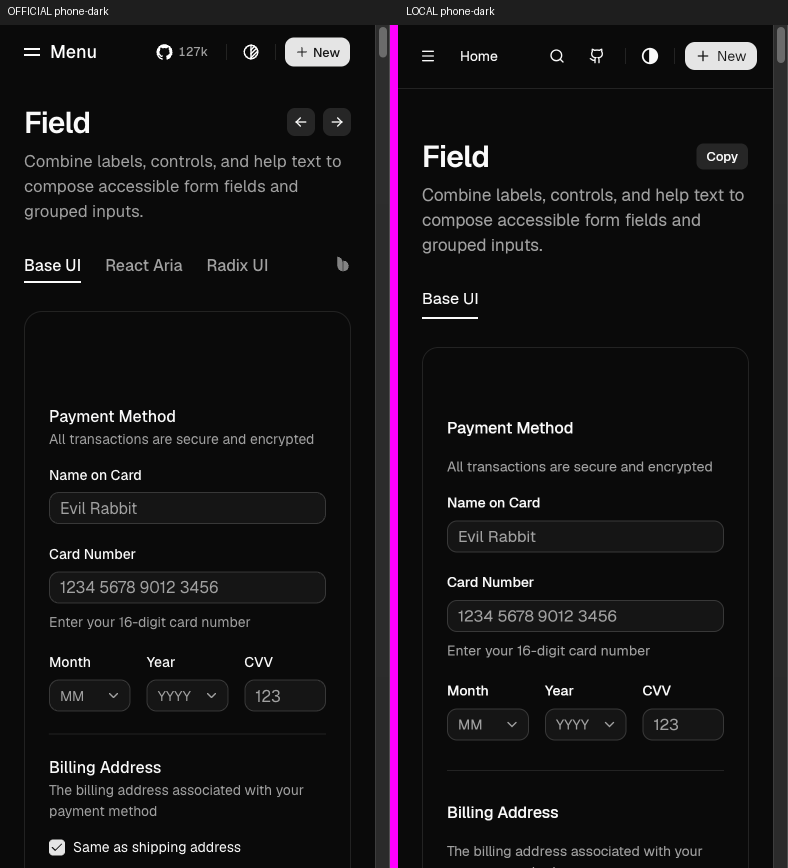 OFFICIAL phone-dark
Menu
127k
New
Field
Combine labels, controls, and help text to
compose accessible form fields and
grouped inputs.
Base UI
React Aria
Radix UI
Payment Method
All transactions are secure and encrypted
Name on Card
Evil Rabbit
Card Number
1234 5678 9012 3456
Enter your 16-digit card number
Month
Year
CVV
MM
YYYY
123
Billing Address
The billing address associated with your
payment method
Same as shipping address
LOCAL phone-dark
Home
New
Field
Copy
Combine labels, controls, and help text to
compose accessible form fields and
grouped inputs.
Base UI
Payment Method
All transactions are secure and encrypted
Name on Card
Evil Rabbit
Card Number
1234 5678 9012 3456
Enter your 16-digit card number
Month
Year
CVV
MM
YYYY
123
Billing Address
The billing address associated with your